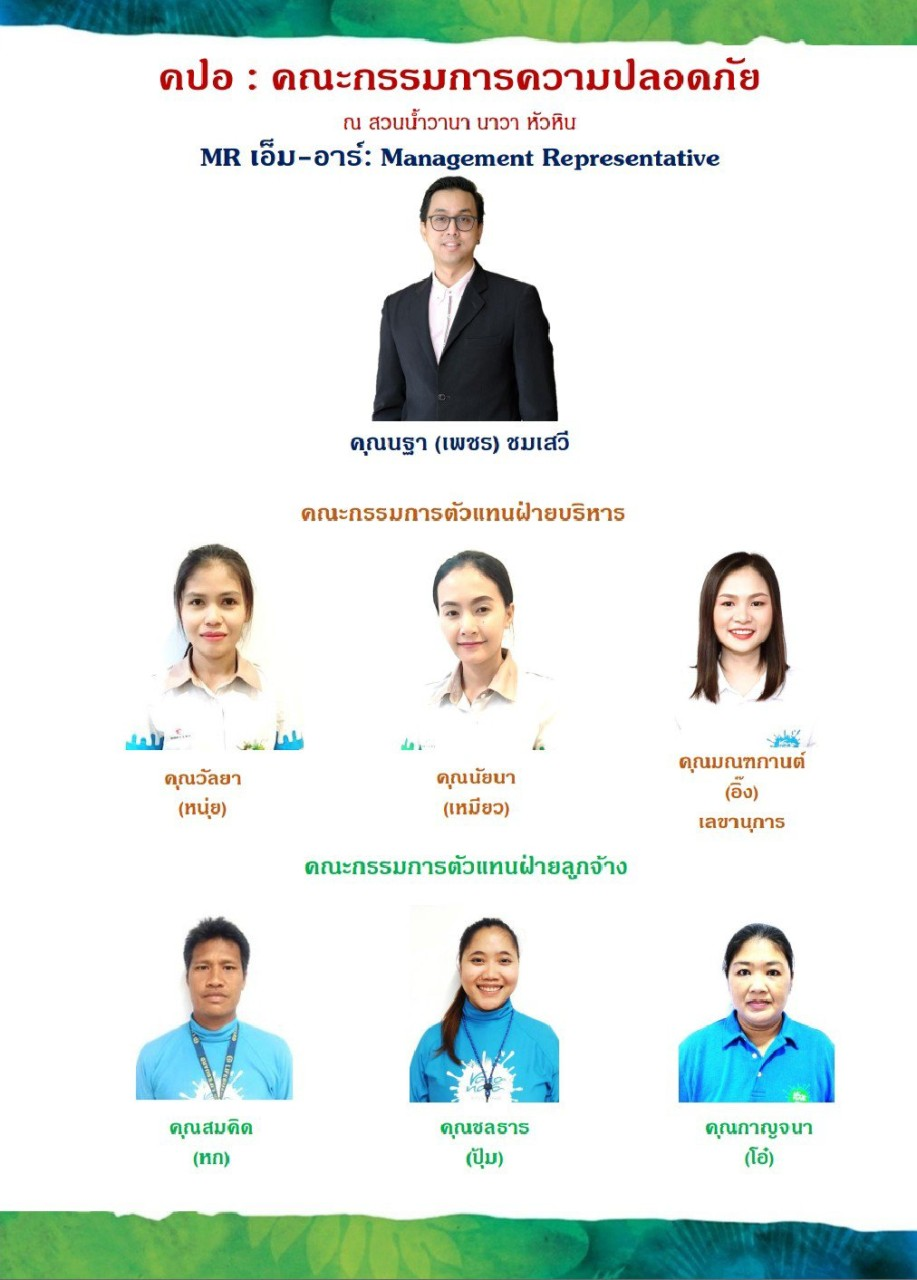 คปอ : คณะกรรมการความปลอดภัย
ณ สวนน้ำวานา นาวา หัวหิน
MR เอ็ม-อาร์: Management Representative
คุณนฐา (เพชร) ชมเสวี
คณะกรรมการตัวแทนฝ่ายบริหาร
คุณวัลยา
(หนุ่ย)
คุณนัยนา
(เหมียว)
คุณมณฑกานต์
(อิ๊ง)
เลขานุการ
คณะกรรมการตัวแทนฝ่ายลูกจ้าง
คุณสมคิด
(หก)
คุณชลธาร
(ปุ้ม)
คุณกาญจนา
(โอ๋)